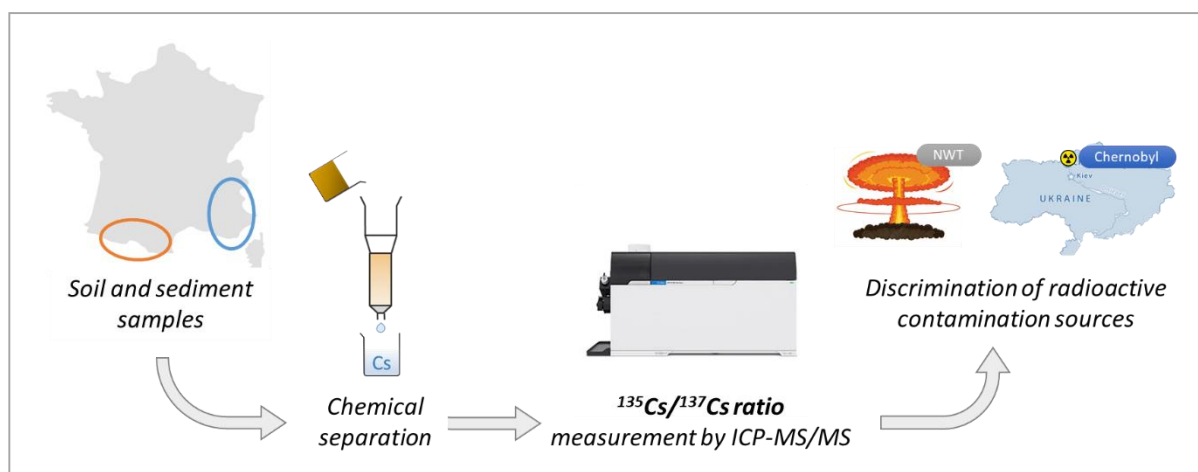 Soil and sediment
samples
Cs
Chemical
separation
¹³⁵Cs/¹³⁷Cs ratio
measurement by ICP-MS/MS
NWT
Chernobyl
Kiev
UKRAINE
Discrimination of radioactive
contamination sources